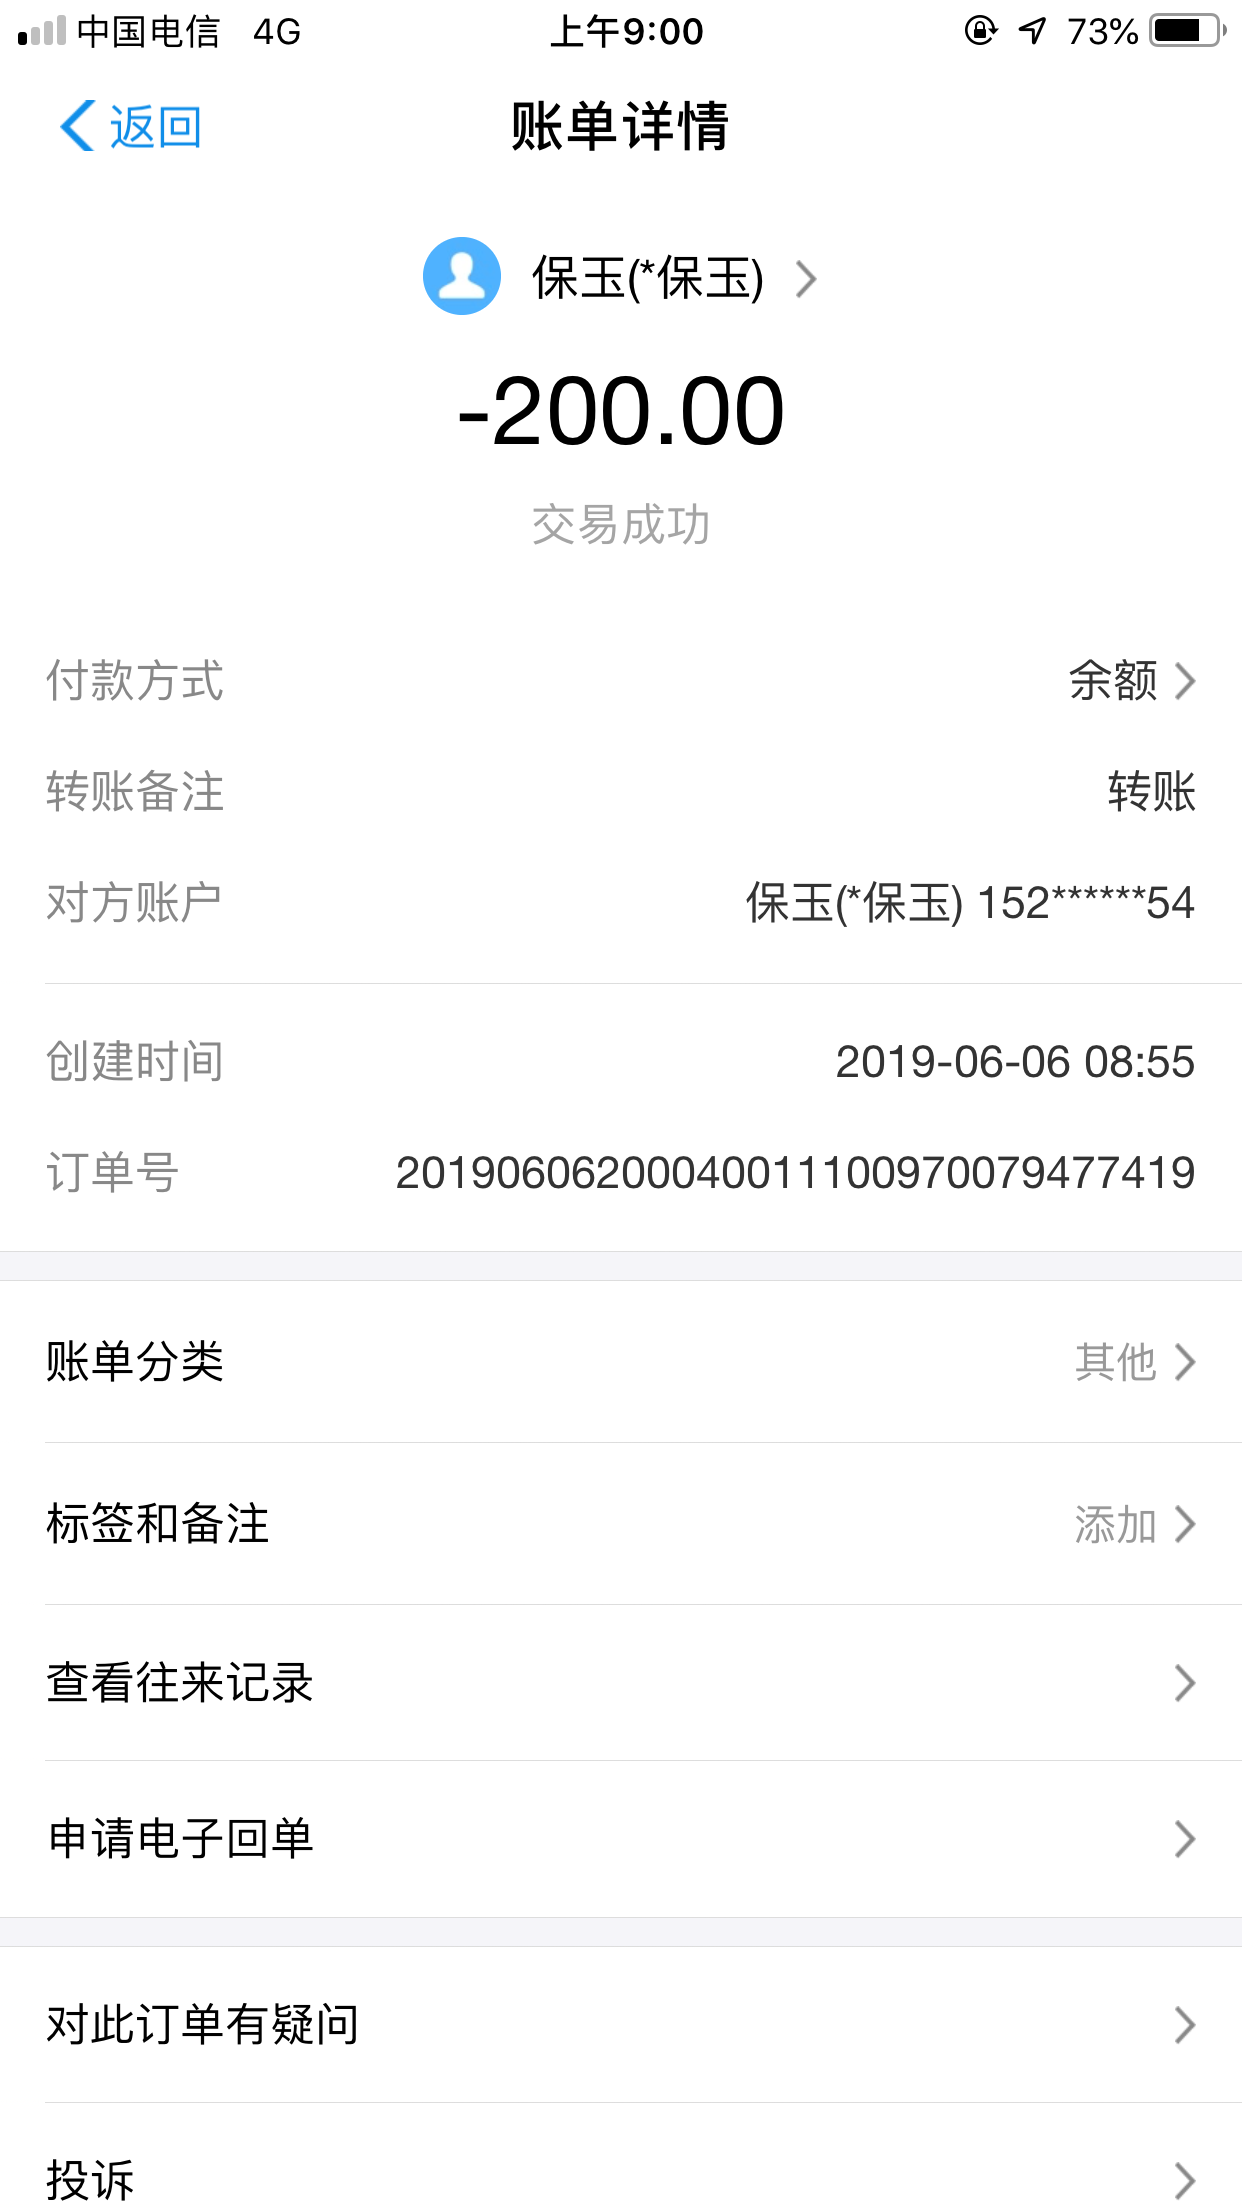 中国电信 4G 上午9:00 73%
返回 账单详情
保玉(*保玉)
-200.00
交易成功
付款方式 余额
转账备注 转账
对方账户 保玉(*保玉) 152******54
创建时间 2019-06-06 08:55
订单号 20190606200040011100970079477419
账单分类 其他
标签和备注 添加
查看往来记录
申请电子回单
对此订单有疑问
投诉